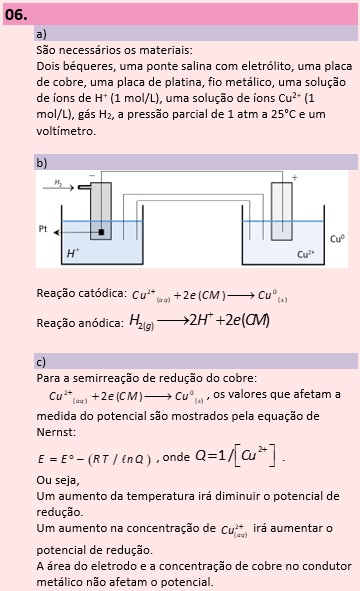 06.
a)
São necessários os materiais:
Dois béqueres, uma ponte salina com eletrólito, uma placa
de cobre, uma placa de platina, fio metálico, uma solução
de íons de H⁺ (1 mol/L), uma solução de íons Cu²⁺ (1
mol/L), gás H₂, a pressão parcial de 1 atm a 25°C e um
voltímetro.
b)
H₂ − +
Pt
H⁺ Cu²⁺ Cu⁰
Reação catódica: Cu²⁺₍aq₎ + 2e(CM) ⟶ Cu⁰₍s₎
Reação anódica: H₂₍g₎ ⟶ 2H⁺ + 2e(CM)
c)
Para a semirreação de redução do cobre:
Cu²⁺₍aq₎ + 2e(CM) ⟶ Cu⁰₍s₎ , os valores que afetam a
medida do potencial são mostrados pela equação de
Nernst:
E = E° − (RT / ℓnQ) , onde Q = 1/[Cu²⁺] .
Ou seja,
Um aumento da temperatura irá diminuir o potencial de
redução.
Um aumento na concentração de Cu²⁺₍aq₎ irá aumentar o
potencial de redução.
A área do eletrodo e a concentração de cobre no condutor
metálico não afetam o potencial.